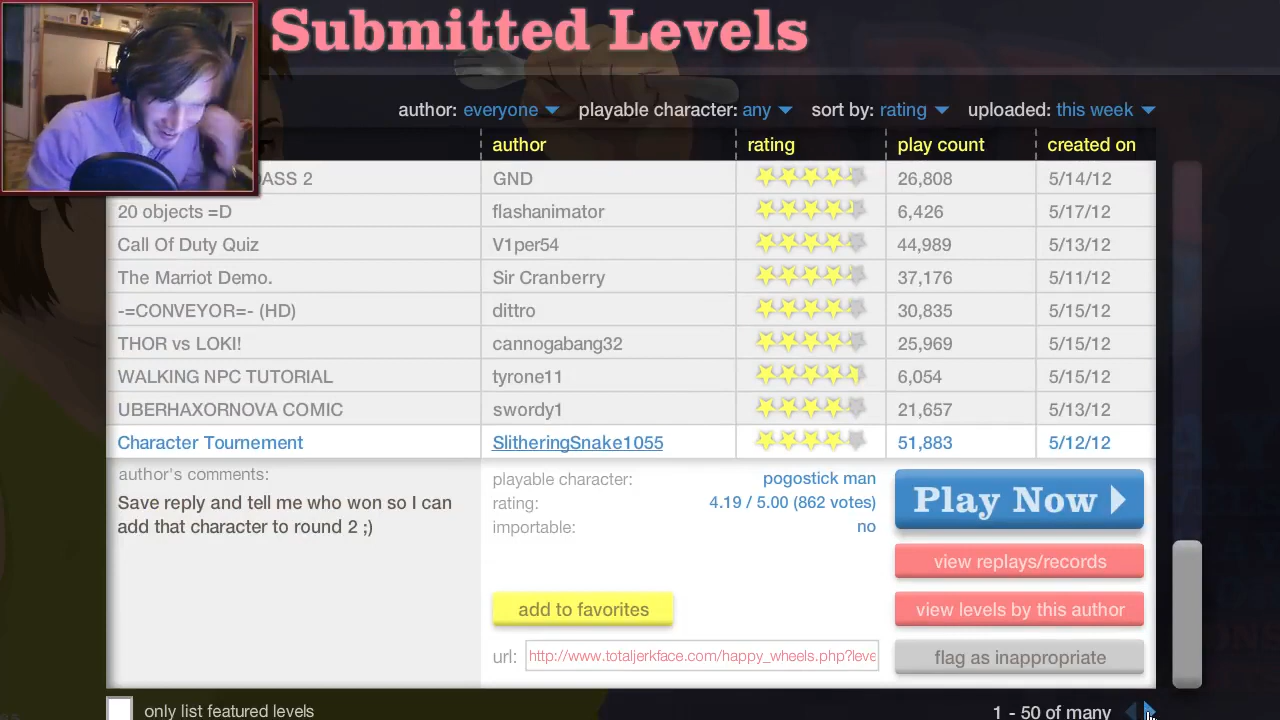 Submitted Levels
author: everyone playable character: any sort by: rating uploaded: this week
author rating play count created on
ASS 2 GND 26,808 5/14/12
20 objects =D flashanimator 6,426 5/17/12
Call Of Duty Quiz V1per54 44,989 5/13/12
The Marriot Demo. Sir Cranberry 37,176 5/11/12
-=CONVEYOR=- (HD) dittro 30,835 5/15/12
THOR vs LOKI! cannogabang32 25,969 5/15/12
WALKING NPC TUTORIAL tyrone11 6,054 5/15/12
UBERHAXORNOVA COMIC swordy1 21,657 5/13/12
Character Tournement SlitheringSnake1055 51,883 5/12/12
author's comments:
Save reply and tell me who won so I can
add that character to round 2 ;)
playable character: pogostick man
rating: 4.19 / 5.00 (862 votes)
importable: no
add to favorites
url: http://www.totaljerkface.com/happy_wheels.php?leve
Play Now
view replays/records
view levels by this author
flag as inappropriate
only list featured levels
1 - 50 of many